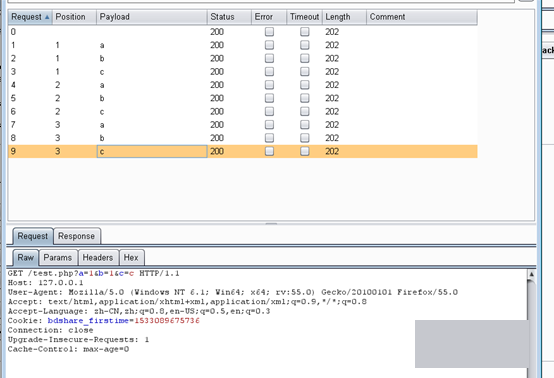 Request Position Payload Status Error Timeout Length Comment
0 200 202
1 1 a 200 202
2 1 b 200 202
3 1 c 200 202
4 2 a 200 202
5 2 b 200 202
6 2 c 200 202
7 3 a 200 202
8 3 b 200 202
9 3 c 200 202
Request Response
Raw Params Headers Hex
GET /test.php?a=1&b=1&c=c HTTP/1.1
Host: 127.0.0.1
User-Agent: Mozilla/5.0 (Windows NT 6.1; Win64; x64; rv:55.0) Gecko/20100101 Firefox/55.0
Accept: text/html,application/xhtml+xml,application/xml;q=0.9,*/*;q=0.8
Accept-Language: zh-CN,zh;q=0.8,en-US;q=0.5,en;q=0.3
Cookie: bdshare_firstime=1533089675736
Connection: close
Upgrade-Insecure-Requests: 1
Cache-Control: max-age=0